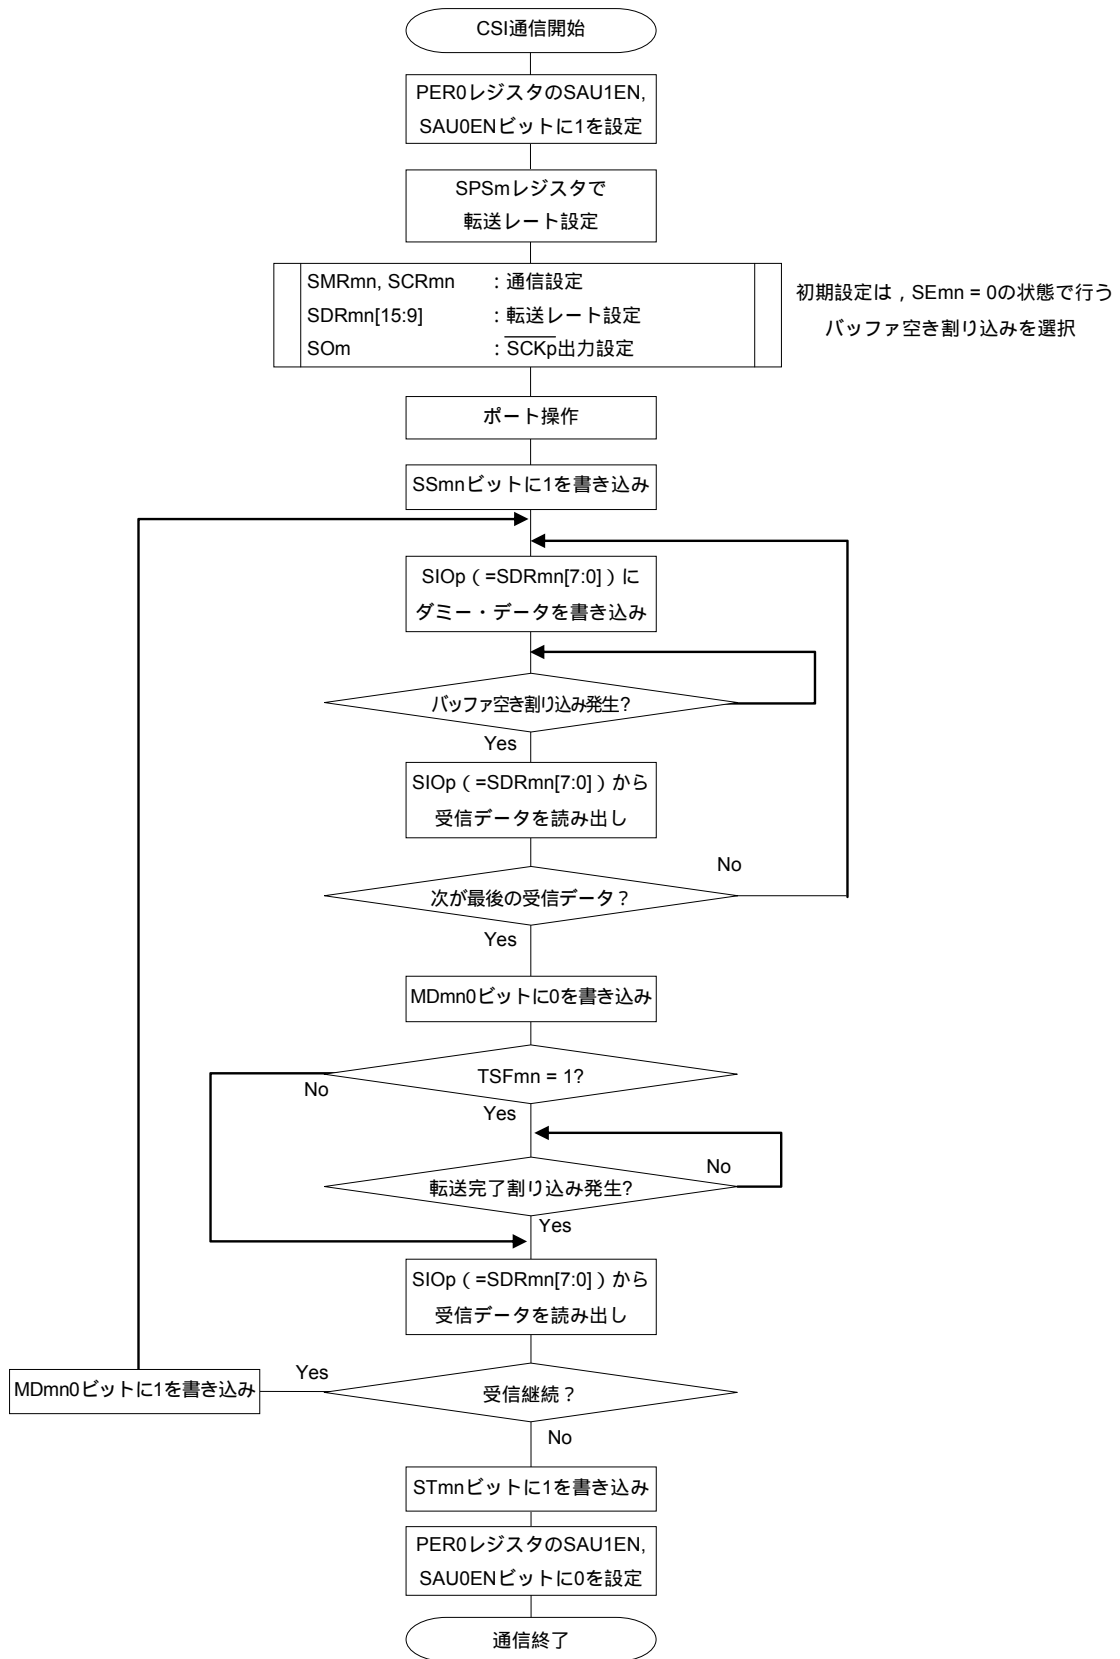 CSI通信開始
PER0レジスタのSAU1EN,
SAU0ENビットに1を設定
SPSmレジスタで
転送レート設定
SMRmn, SCRmn ：通信設定
SDRmn[15:9] ：転送レート設定
SOm ：SCKp出力設定
初期設定は，SEmn = 0の状態で行う
バッファ空き割り込みを選択
ポート操作
SSmnビットに1を書き込み
SIOp（=SDRmn[7:0]）に
ダミー・データを書き込み
バッファ空き割り込み発生？
Yes
SIOp（=SDRmn[7:0]）から
受信データを読み出し
No
次が最後の受信データ？
Yes
MDmn0ビットに0を書き込み
TSFmn = 1?
No
Yes
No
転送完了割り込み発生?
Yes
SIOp（=SDRmn[7:0]）から
受信データを読み出し
Yes
MDmn0ビットに1を書き込み
受信継続？
No
STmnビットに1を書き込み
PER0レジスタのSAU1EN,
SAU0ENビットに0を設定
通信終了